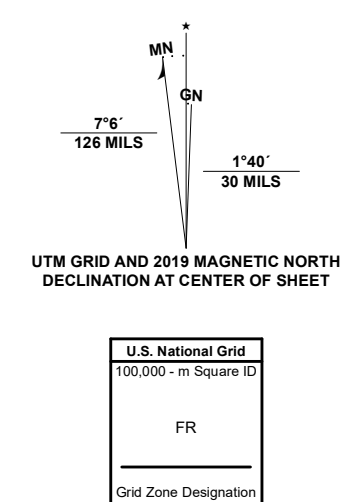 ★
MN
GN
7°6´
126 MILS
1°40´
30 MILS
UTM GRID AND 2019 MAGNETIC NORTH
DECLINATION AT CENTER OF SHEET
U.S. National Grid
100,000 - m Square ID
FR
Grid Zone Designation